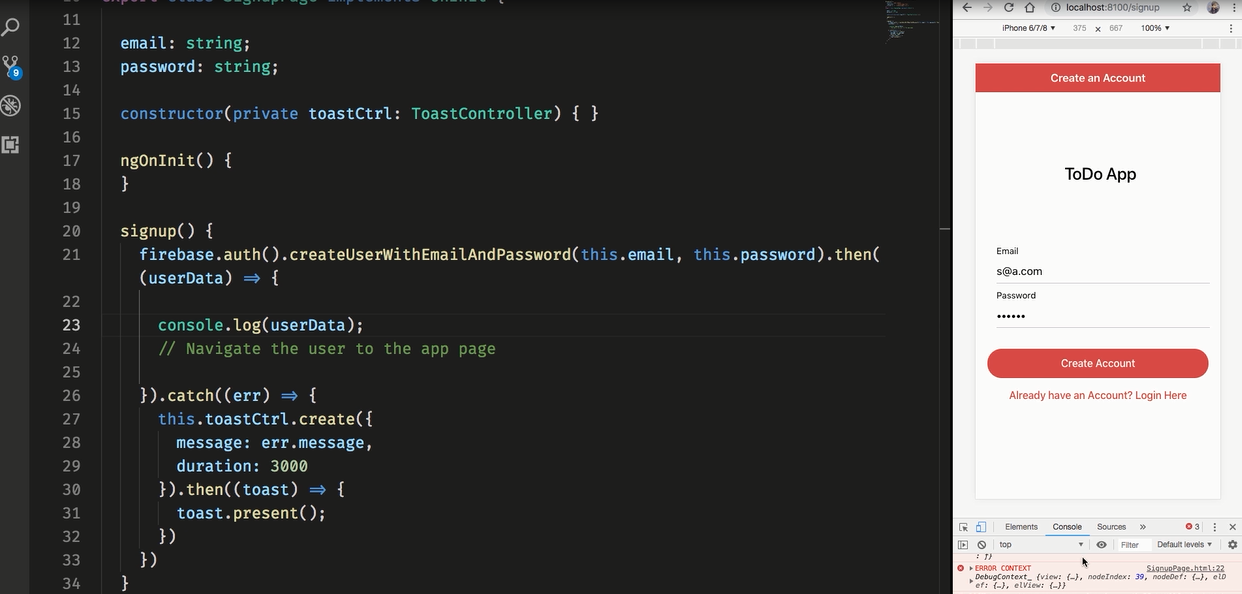 export class SignupPage implements OnInit {
11
12 email: string;
13 password: string;
14
15 constructor(private toastCtrl: ToastController) { }
16
17 ngOnInit() {
18 }
19
20 signup() {
21 firebase.auth().createUserWithEmailAndPassword(this.email, this.password).then(
(userData) => {
22
23 console.log(userData);
24 // Navigate the user to the app page
25
26 }).catch((err) => {
27 this.toastCtrl.create({
28 message: err.message,
29 duration: 3000
30 }).then((toast) => {
31 toast.present();
32 })
33 })
34 }
9
localhost:8100/signup
iPhone 6/7/8 ▼ 375 x 667 100% ▼
Create an Account
ToDo App
Email
s@a.com
Password
••••••
Create Account
Already have an Account? Login Here
Elements Console Sources » 3
top ▼ Filter Default levels ▼
: f}
ERROR CONTEXT SignupPage.html:22
DebugContext_ {view: {…}, nodeIndex: 39, nodeDef: {…}, elD
ef: {…}, elView: {…}}